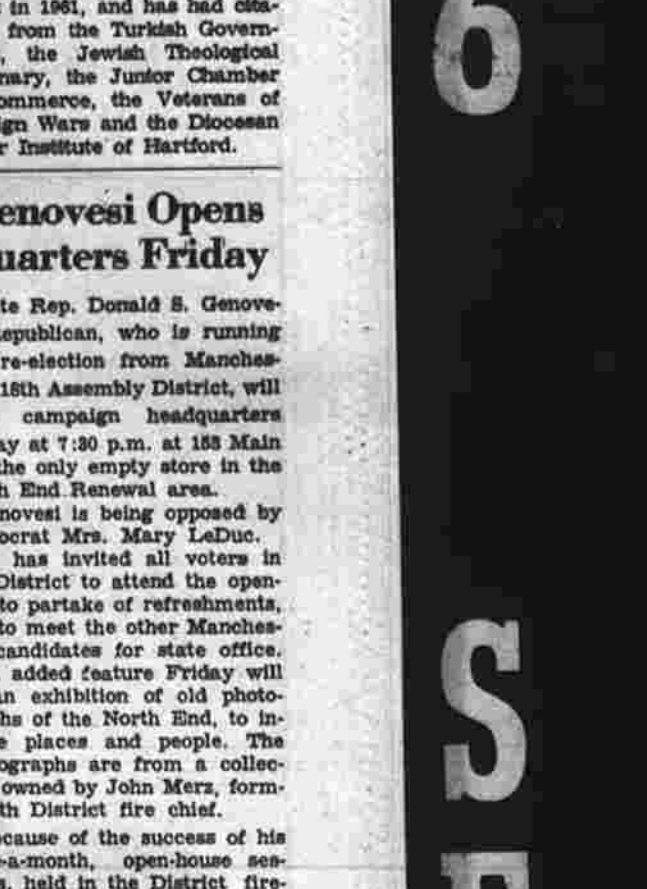 in 1961, and has had cita-
from the Turkish Govern-
, the Jewish Theological
nary, the Junior Chamber
ommerce, the Veterans of
ign Wars and the Diocesan
r Institute of Hartford.
enovesi Opens
uarters Friday
te Rep. Donald S. Genove-
epublican, who is running
re-election from Manches-
18th Assembly District, will
campaign headquarters
ay at 7:30 p.m. at 188 Main
the only empty store in the
h End Renewal area.
novesi is being opposed by
ocrat Mrs. Mary LeDuc.
has invited all voters in
District to attend the open-
to partake of refreshments,
to meet the other Manches-
candidates for state office.
added feature Friday will
an exhibition of old photo-
hs of the North End, to in-
e places and people. The
ographs are from a collec-
owned by John Merz, form-
th District fire chief.
ecause of the success of his
-a-month, open-house ses-
s, held in the District fire-
6
S